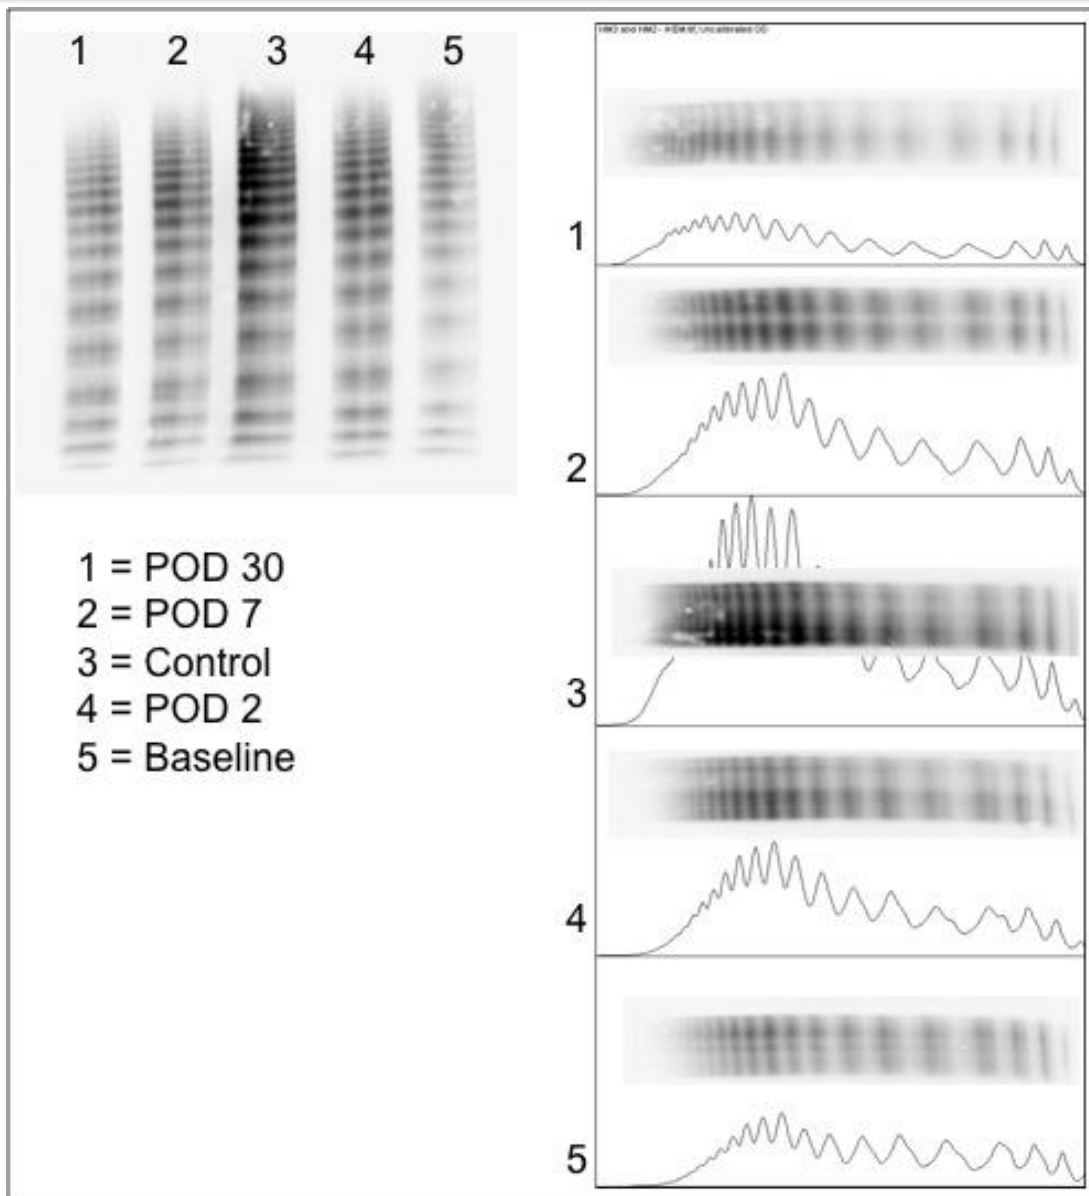 1 2 3 4 5
1 = POD 30
2 = POD 7
3 = Control
4 = POD 2
5 = Baseline
1
2
3
4
5